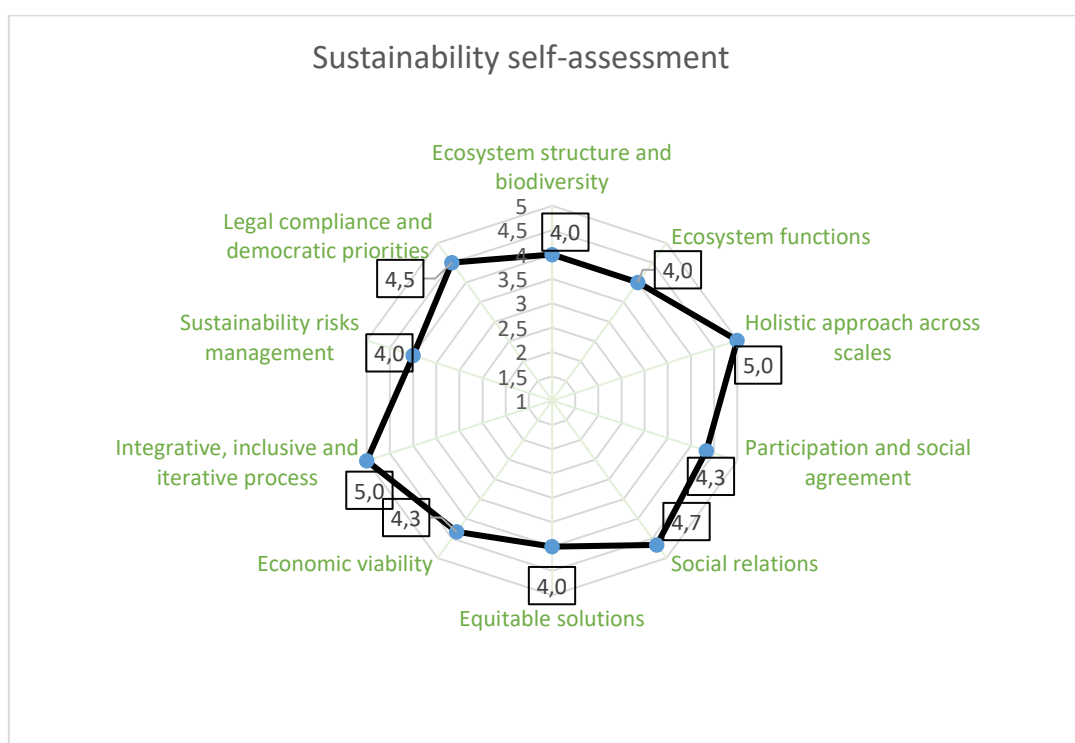 Sustainability self-assessment
Ecosystem structure and
biodiversity
Legal compliance and
democratic priorities
Ecosystem functions
Sustainability risks
management
Holistic approach across
scales
Integrative, inclusive and
iterative process
Participation and social
agreement
Economic viability
Social relations
Equitable solutions
5
4,5
4
3,5
3
2,5
2
1,5
1
4,0
4,0
5,0
4,3
4,7
4,0
4,3
5,0
4,0
4,5